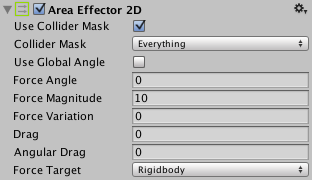 Area Effector 2D
Use Collider Mask
Collider Mask Everything
Use Global Angle
Force Angle 0
Force Magnitude 10
Force Variation 0
Drag 0
Angular Drag 0
Force Target Rigidbody